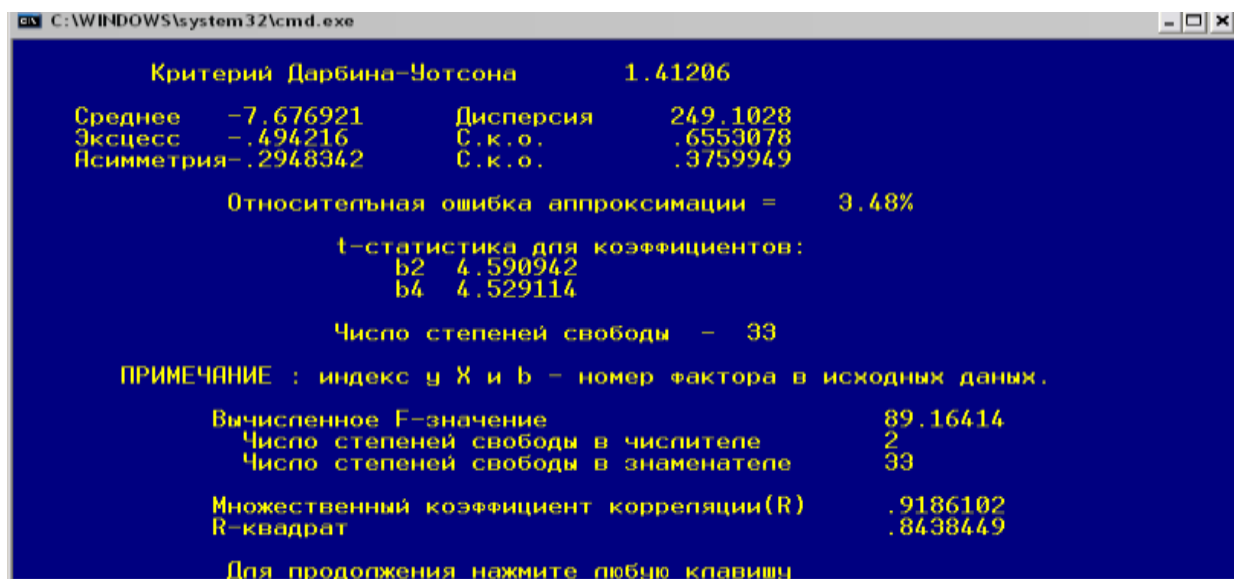 C:\WINDOWS\system32\cmd.exe
Критерий Дарбина-Уотсона 1.41206
Среднее -7.676921 Дисперсия 249.1028
Эксцесс -.494216 С.к.о. .6553078
Асимметрия-.2948342 С.к.о. .3759949
Относительная ошибка аппроксимации = 3.48%
t-статистика для коэффициентов:
b2 4.590942
b4 4.529114
Число степеней свободы - 33
ПРИМЕЧАНИЕ : индекс у X и b - номер фактора в исходных даных.
Вычисленное F-значение 89.16414
Число степеней свободы в числителе 2
Число степеней свободы в знаменателе 33
Множественный коэффициент корреляции(R) .9186102
R-квадрат .8438449
Для продолжения нажмите любую клавишу